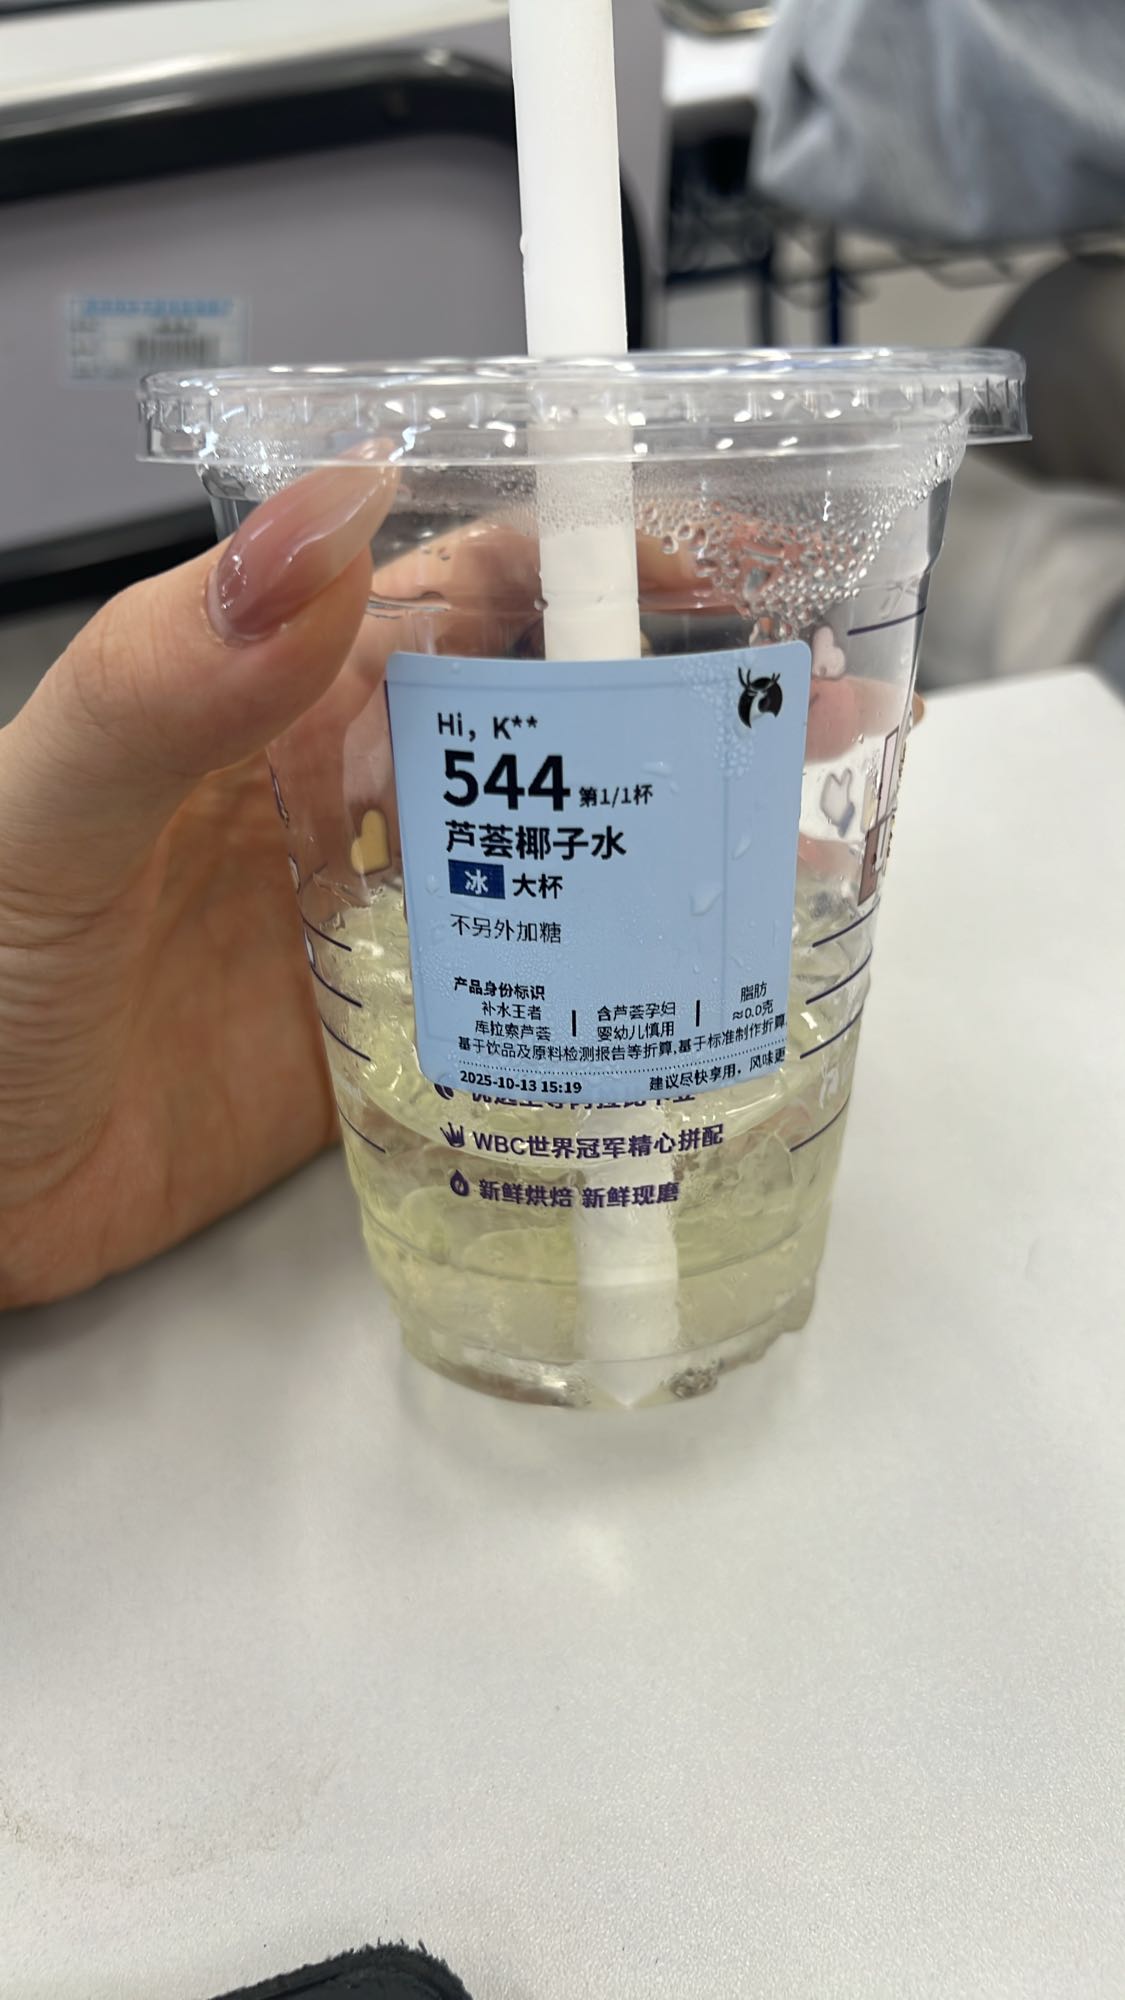 Hi，K**
544 第1/1杯
芦荟椰子水
冰 大杯
不另外加糖
产品身份标识
补水王者 | 含芦荟孕妇 | 脂肪
库拉索芦荟 | 婴幼儿慎用 | ≈0.0克
基于饮品及原料检测报告等折算,基于标准制作折算,
2025-10-13 15:19 建议尽快享用，风味更
WBC世界冠军精心拼配
新鲜烘焙 新鲜现磨